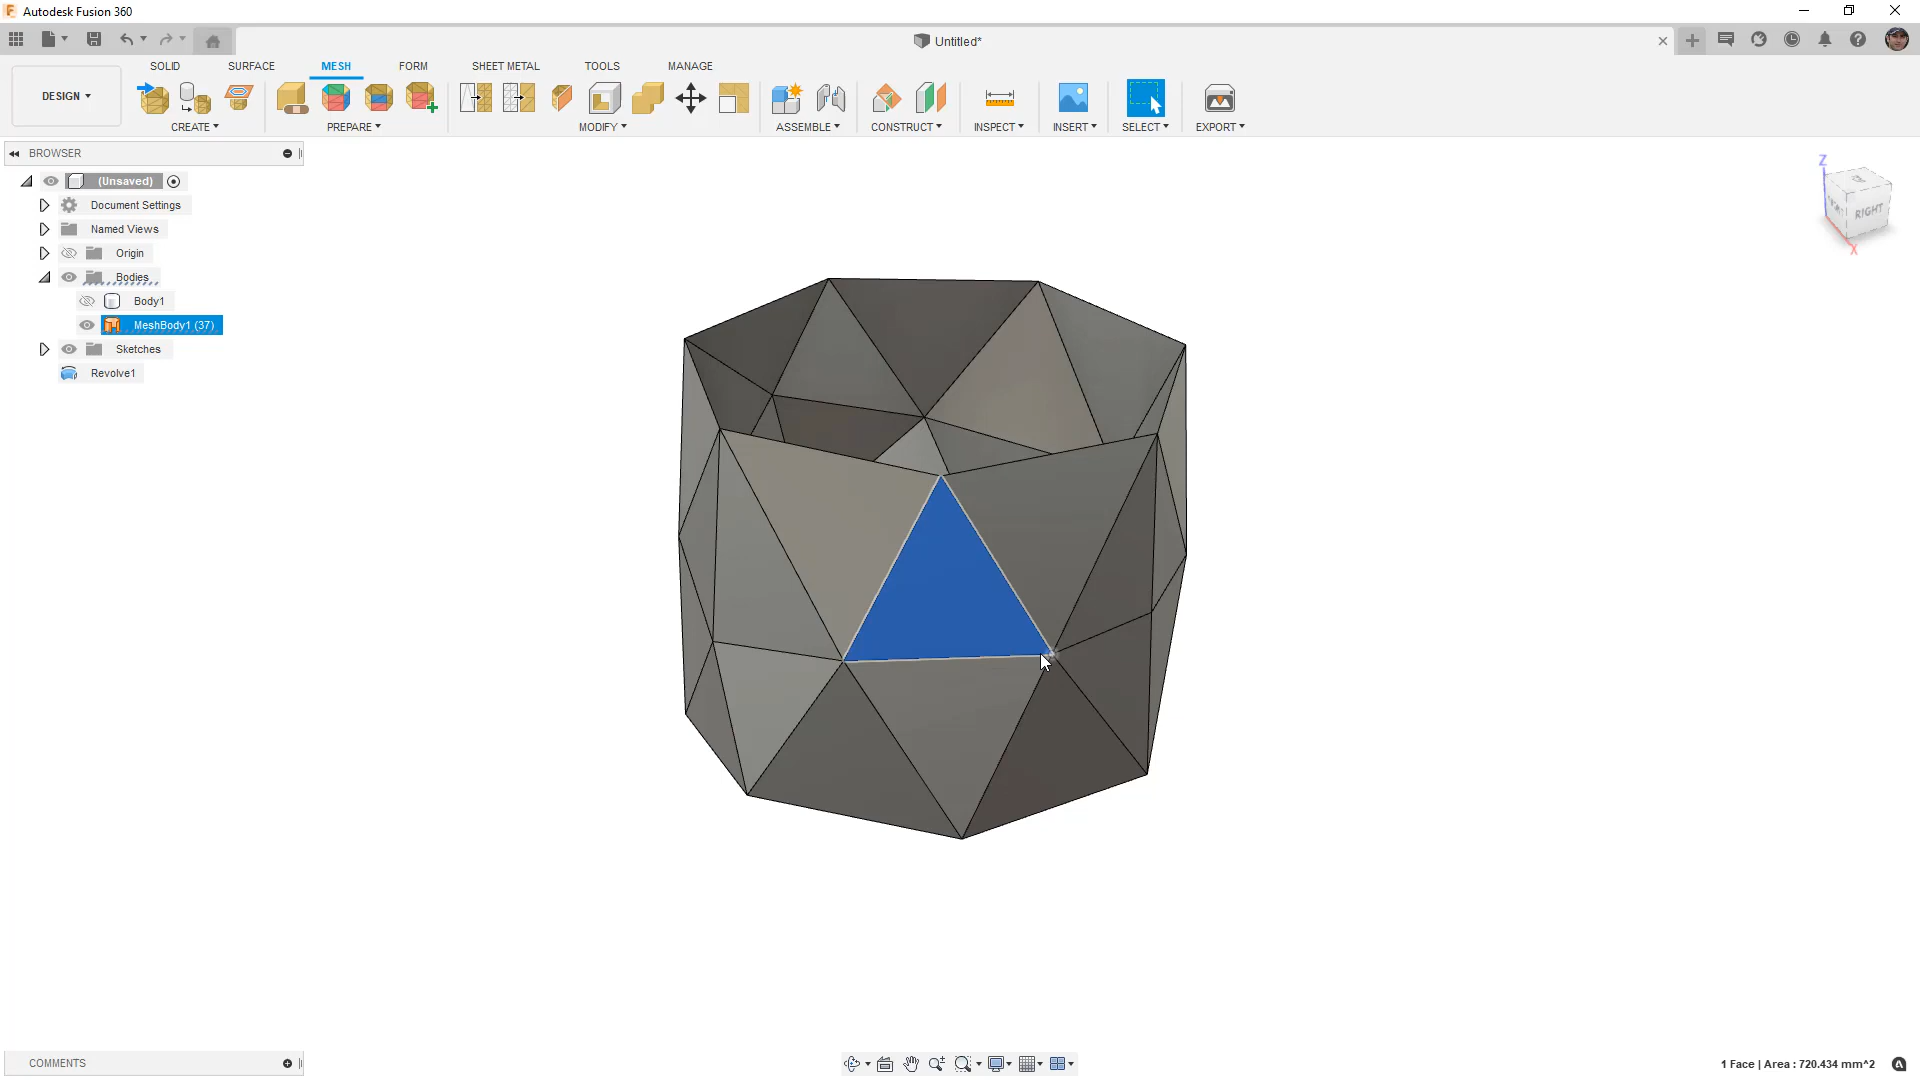 Autodesk Fusion 360
Untitled*
DESIGN
SOLID
SURFACE
MESH
FORM
SHEET METAL
TOOLS
MANAGE
CREATE
PREPARE
MODIFY
ASSEMBLE
CONSTRUCT
INSPECT
INSERT
SELECT
EXPORT
BROWSER
(Unsaved)
Document Settings
Named Views
Origin
Bodies
Body1
MeshBody1 (37)
Sketches
Revolve1
Z
RIGHT
X
COMMENTS
1 Face | Area : 720.434 mm^2